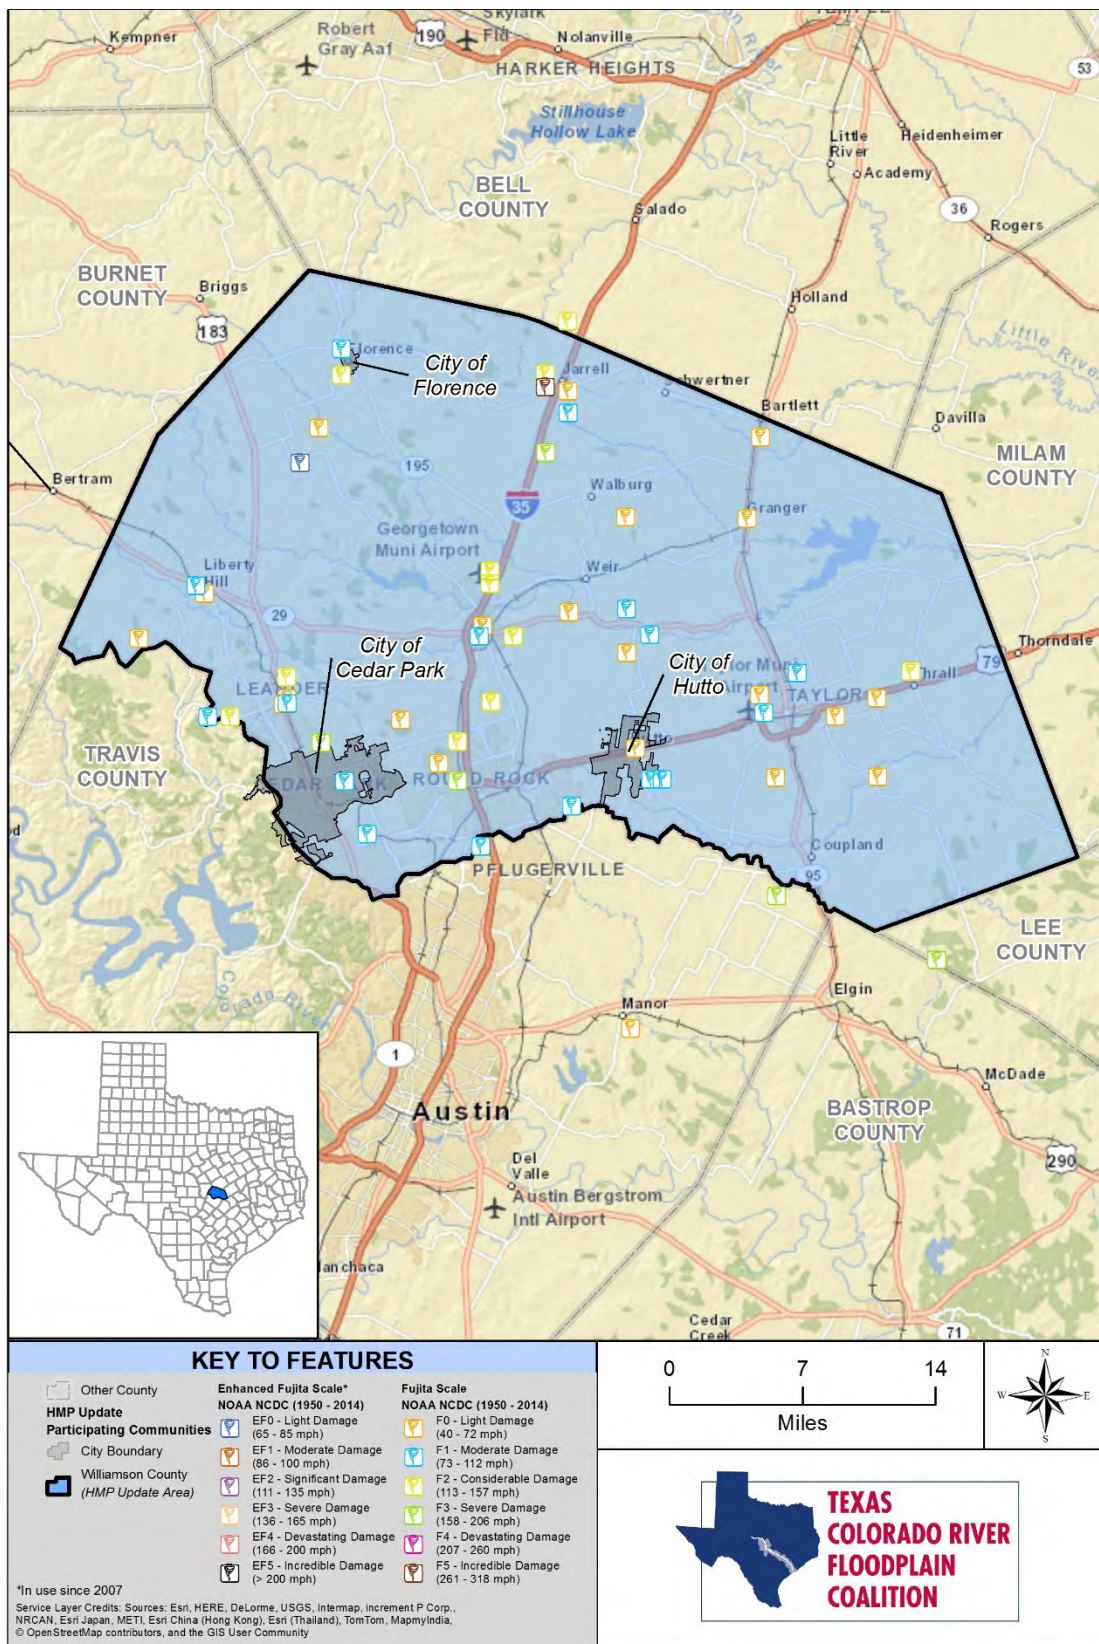 Kempner
Robert
Gray Aaf
190
Skylark
Fld
Nolanville
HARKER HEIGHTS
53
Stillhouse
Hollow Lake
Little
River
Heidenheimer
Academy
BELL
COUNTY
Salado
36
Rogers
BURNET
COUNTY
Briggs
183
Holland
Little River
Florence
City of
Florence
Jarrell
Schwertner
Bartlett
Davilla
MILAM
COUNTY
Bertram
195
Walburg
35
Granger
Georgetown
Muni Airport
Liberty
Hill
Weir
29
City of
Cedar Park
City of
Hutto
Thorndale
79
Thrall
LEANDER
Airport
TAYLOR
TRAVIS
COUNTY
ROUND ROCK
Coupland
PFLUGERVILLE
95
LEE
COUNTY
Elgin
Manor
1
McDade
Austin
BASTROP
COUNTY
290
Del
Valle
Austin Bergstrom
Intl Airport
Cedar
Creek
71
KEY TO FEATURES
Other County
HMP Update
Participating Communities
City Boundary
Williamson County
(HMP Update Area)
Enhanced Fujita Scale*
NOAA NCDC (1950 - 2014)
EF0 - Light Damage
(65 - 85 mph)
EF1 - Moderate Damage
(86 - 100 mph)
EF2 - Significant Damage
(111 - 135 mph)
EF3 - Severe Damage
(136 - 165 mph)
EF4 - Devastating Damage
(166 - 200 mph)
EF5 - Incredible Damage
(> 200 mph)
Fujita Scale
NOAA NCDC (1950 - 2014)
F0 - Light Damage
(40 - 72 mph)
F1 - Moderate Damage
(73 - 112 mph)
F2 - Considerable Damage
(113 - 157 mph)
F3 - Severe Damage
(158 - 206 mph)
F4 - Devastating Damage
(207 - 260 mph)
F5 - Incredible Damage
(261 - 318 mph)
*In use since 2007
Service Layer Credits: Sources: Esri, HERE, DeLorme, USGS, Intermap, increment P Corp.,
NRCAN, Esri Japan, METI, Esri China (Hong Kong), Esri (Thailand), TomTom, MapmyIndia,
© OpenStreetMap contributors, and the GIS User Community
0 7 14
Miles
N
W E
S
TEXAS
COLORADO RIVER
FLOODPLAIN
COALITION